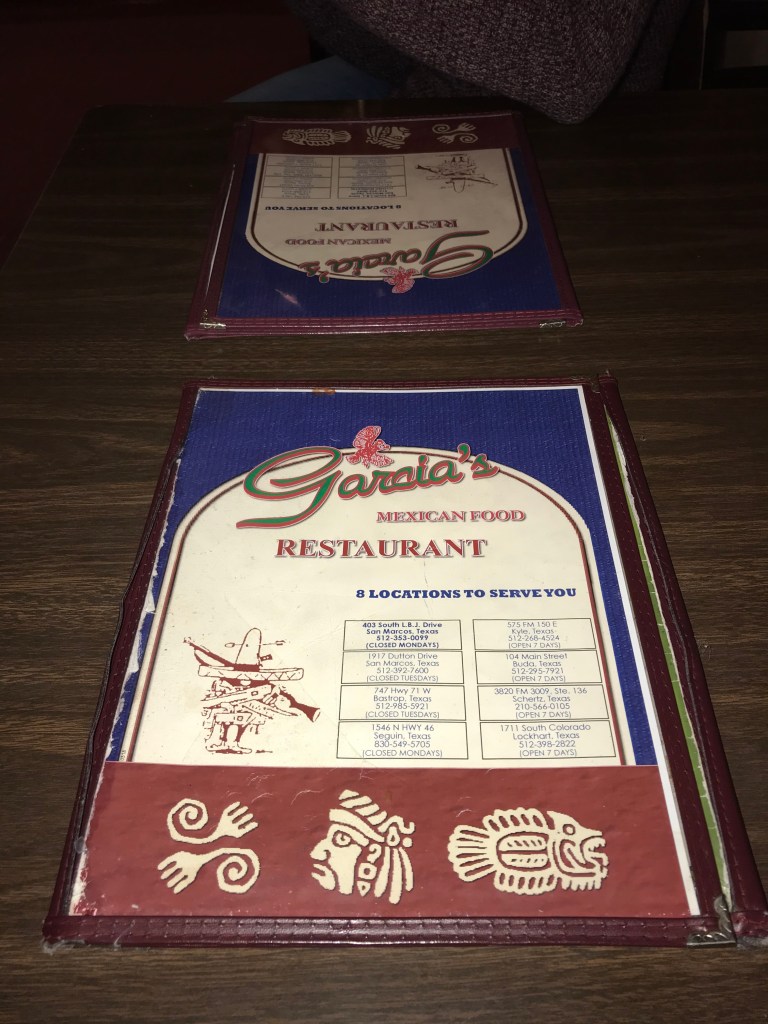 8 LOCATIONS TO SERVE YOU
RESTAURANT
MEXICAN FOOD
Garcia's
Garcia's
MEXICAN FOOD
RESTAURANT
8 LOCATIONS TO SERVE YOU
403 South L.B.J. Drive
San Marcos, Texas
512-353-0099
(CLOSED MONDAYS)
1917 Dutton Drive
San Marcos, Texas
512-392-7600
(CLOSED TUESDAYS)
747 Hwy 71 W
Bastrop, Texas
512-985-5921
(CLOSED TUESDAYS)
1546 N HWY 46
Seguin, Texas
830-549-5705
(CLOSED MONDAYS)
575 FM 150 E
Kyle, Texas
512-268-4524
(OPEN 7 DAYS)
104 Main Street
Buda, Texas
512-295-7921
(OPEN 7 DAYS)
3820 FM 3009, Ste. 136
Schertz, Texas
210-566-0105
(OPEN 7 DAYS)
1711 South Colorado
Lockhart, Texas
512-398-2822
(OPEN 7 DAYS)